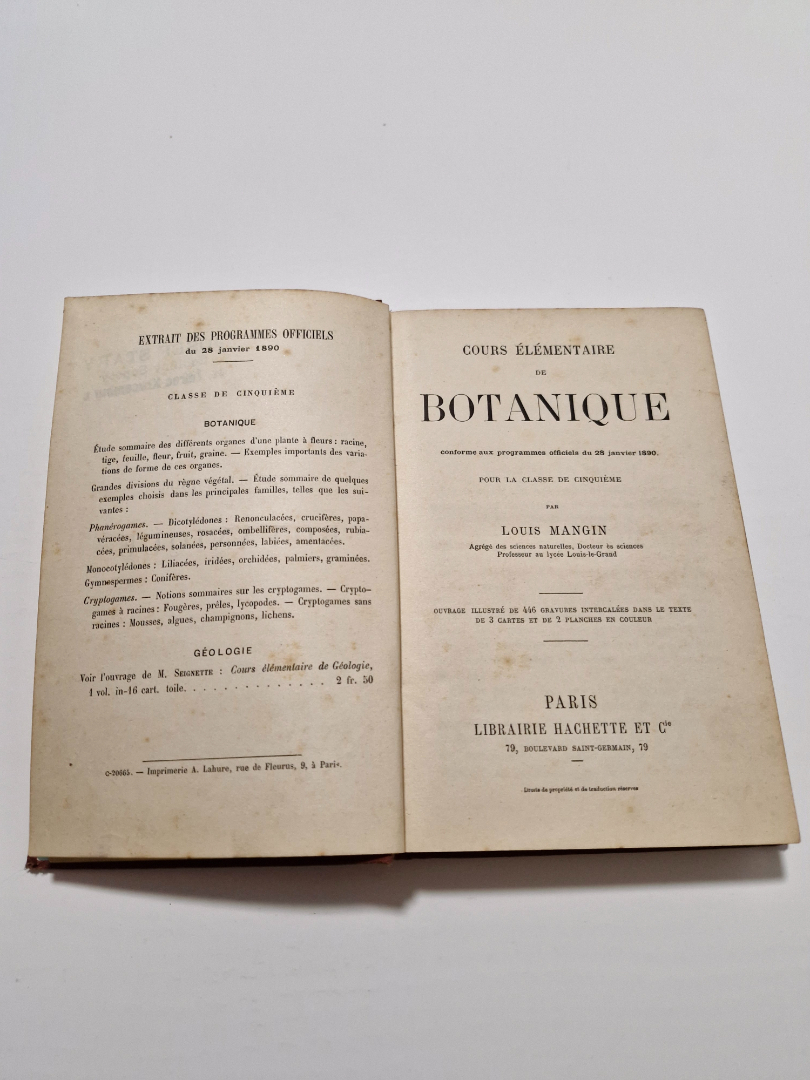 EXTRAIT DES PROGRAMMES OFFICIELS
du 28 janvier 1890
CLASSE DE CINQUIÈME
BOTANIQUE
Étude sommaire des différents organes d'une plante à fleurs : racine,
tige, feuille, fleur, fruit, graine. — Exemples importants des varia-
tions de forme de ces organes.
Grandes divisions du règne végétal. — Étude sommaire de quelques
exemples choisis dans les principales familles, telles que les sui-
vantes :
Phanérogames. — Dicotylédones : Renonculacées, crucifères, papa-
véracées, légumineuses, rosacées, ombellifères, composées, rubia-
cées, primulacées, solanées, personnées, labiées, amentacées.
Monocotylédones : Liliacées, iridées, orchidées, palmiers, graminées.
Gymnospermes : Conifères.
Cryptogames. — Notions sommaires sur les cryptogames. — Crypto-
games à racines : Fougères, prêles, lycopodes. — Cryptogames sans
racines : Mousses, algues, champignons, lichens.
GÉOLOGIE
Voir l'ouvrage de M. SEIGNETTE : Cours élémentaire de Géologie,
1 vol. in-16 cart. toile. . . . . . . . . . . . . . 2 fr. 50
C-20665. — Imprimerie A. Lahure, rue de Fleurus, 9, à Paris.
COURS ÉLÉMENTAIRE
DE
BOTANIQUE
conforme aux programmes officiels du 28 janvier 1890.
POUR LA CLASSE DE CINQUIÈME
PAR
LOUIS MANGIN
Agrégé des sciences naturelles, Docteur ès sciences
Professeur au lycée Louis-le-Grand
OUVRAGE ILLUSTRÉ DE 446 GRAVURES INTERCALÉES DANS LE TEXTE
DE 3 CARTES ET DE 2 PLANCHES EN COULEUR
PARIS
LIBRAIRIE HACHETTE ET Cie
79, BOULEVARD SAINT-GERMAIN, 79
Droits de propriété et de traduction réservés